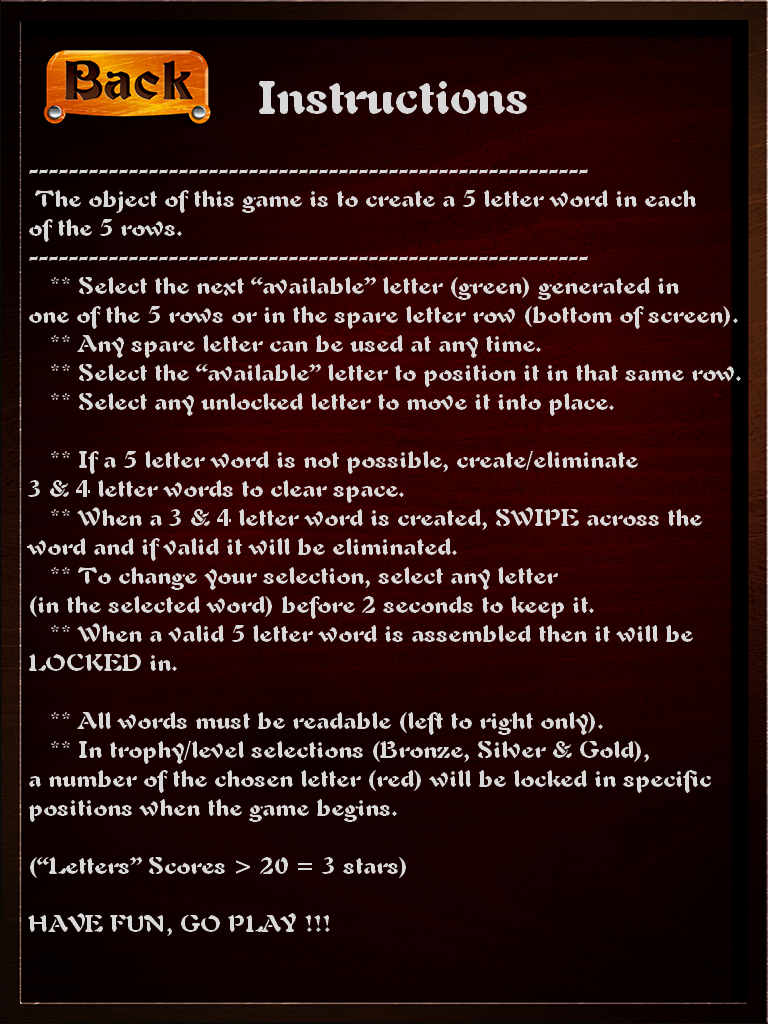 Back
Instructions
--------------------------------------------------------
The object of this game is to create a 5 letter word in each
of the 5 rows.
--------------------------------------------------------
** Select the next “available” letter (green) generated in
one of the 5 rows or in the spare letter row (bottom of screen).
** Any spare letter can be used at any time.
** Select the “available” letter to position it in that same row.
** Select any unlocked letter to move it into place.
** If a 5 letter word is not possible, create/eliminate
3 & 4 letter words to clear space.
** When a 3 & 4 letter word is created, SWIPE across the
word and if valid it will be eliminated.
** To change your selection, select any letter
(in the selected word) before 2 seconds to keep it.
** When a valid 5 letter word is assembled then it will be
LOCKED in.
** All words must be readable (left to right only).
** In trophy/level selections (Bronze, Silver & Gold),
a number of the chosen letter (red) will be locked in specific
positions when the game begins.
(“Letters” Scores > 20 = 3 stars)
HAVE FUN, GO PLAY !!!